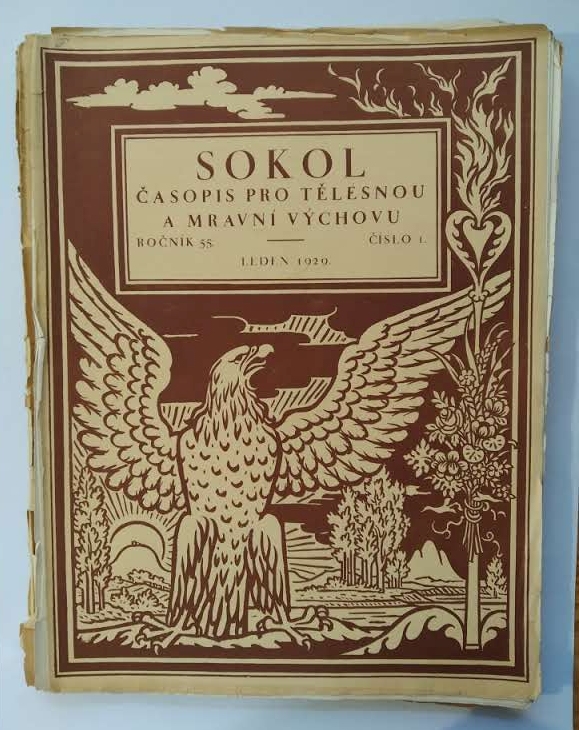 SOKOL
ČASOPIS PRO TĚLESNOU
A MRAVNÍ VÝCHOVU
ROČNÍK 55. ČÍSLO 1.
LEDEN 1929.